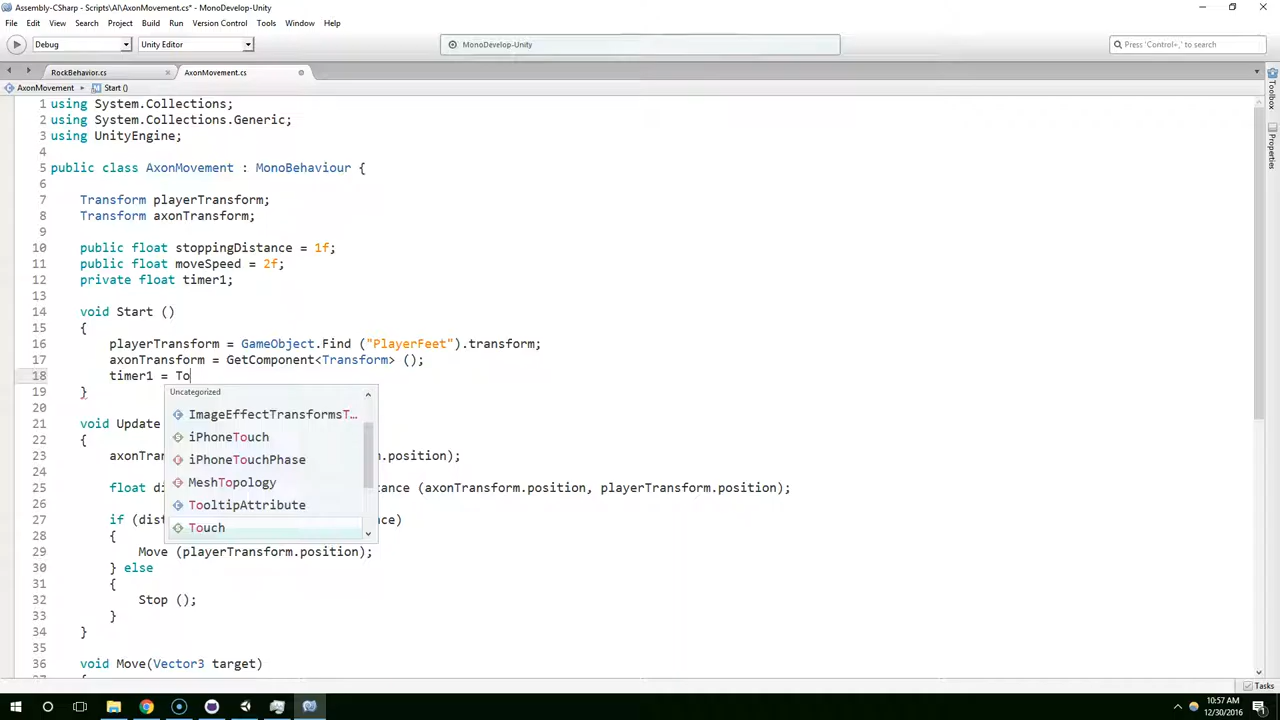 Assembly-CSharp - Scripts\AI\AxonMovement.cs* - MonoDevelop-Unity
File Edit View Search Project Build Run Version Control Tools Window Help
Debug Unity Editor MonoDevelop-Unity Press 'Control+,' to search
RockBehavior.cs AxonMovement.cs
AxonMovement Start ()
Toolbox
Properties
1 using System.Collections;
2 using System.Collections.Generic;
3 using UnityEngine;
4
5 public class AxonMovement : MonoBehaviour {
6
7 Transform playerTransform;
8 Transform axonTransform;
9
10 public float stoppingDistance = 1f;
11 public float moveSpeed = 2f;
12 private float timer1;
13
14 void Start ()
15 {
16 playerTransform = GameObject.Find ("PlayerFeet").transform;
17 axonTransform = GetComponent<Transform> ();
18 timer1 = To
19 }
Uncategorized
ImageEffectTransformsT...
iPhoneTouch
iPhoneTouchPhase
MeshTopology
TooltipAttribute
Touch
20
21 void Update
22 {
23 axonTra .position);
24
25 float di tance (axonTransform.position, playerTransform.position);
26
27 if (dist ance)
28 {
29 Move (playerTransform.position);
30 } else
31 {
32 Stop ();
33 }
34 }
35
36 void Move(Vector3 target)
Tasks
10:57 AM
12/30/2016